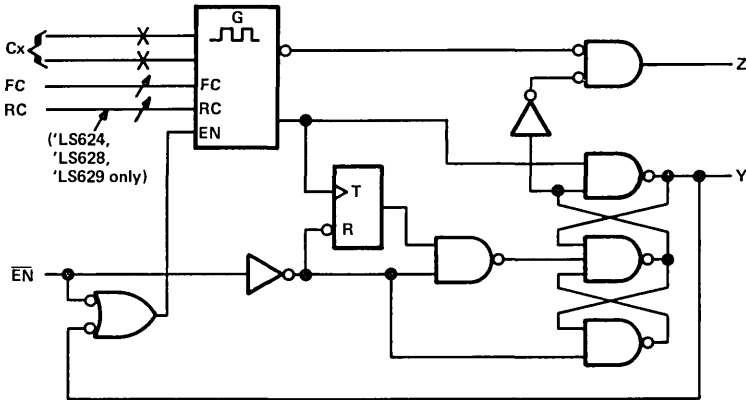 G
Cx
FC
FC
RC
RC
EN
('LS624,
'LS628,
'LS629 only)
T
R
EN
Z
Y